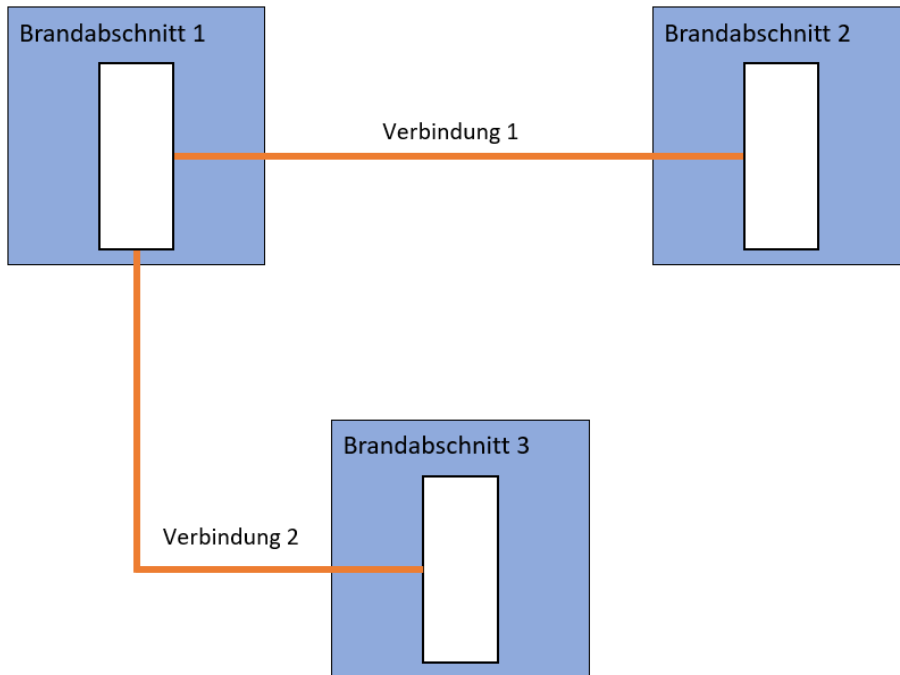 Brandabschnitt 1
Brandabschnitt 2
Verbindung 1
Brandabschnitt 3
Verbindung 2